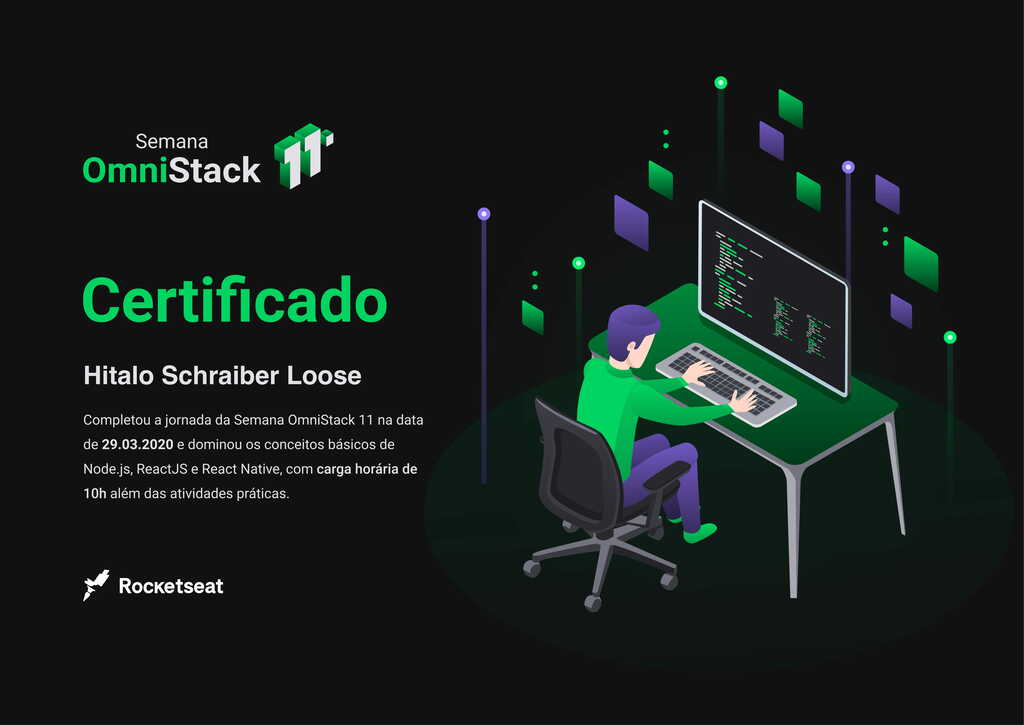 Semana
OmniStack 11
Certificado
Hitalo Schraiber Loose
Completou a jornada da Semana OmniStack 11 na data
de 29.03.2020 e dominou os conceitos básicos de
Node.js, ReactJS e React Native, com carga horária de
10h além das atividades práticas.
Rocketseat